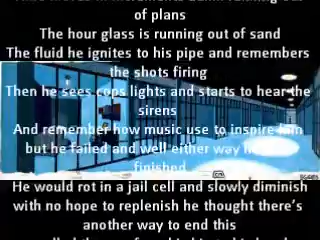 of plans
The hour glass is running out of sand
The fluid he ignites to his pipe and remembers
the shots firing
Then he sees cops lights and starts to hear the
sirens
And remember how music use to inspire him
but he failed and well either way
finished
He would rot in a jail cell and slowly diminish
with no hope to replenish he thought there's
another way to end this